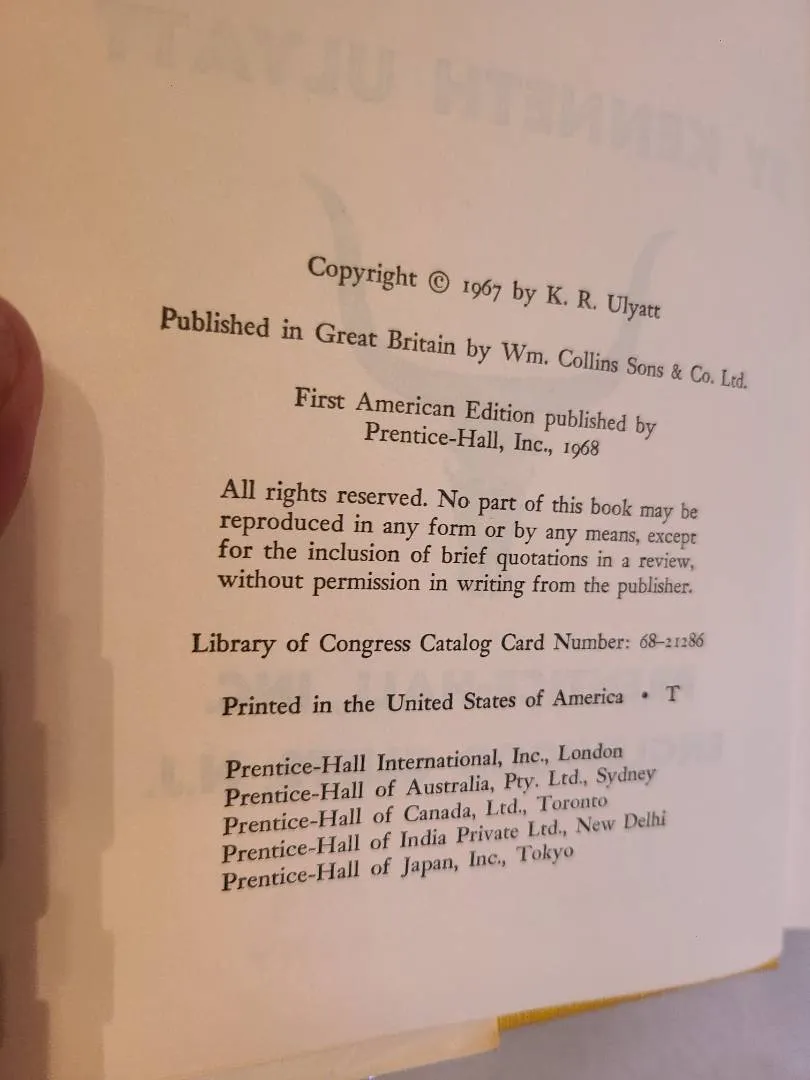 Copyright © 1967 by K. R. Ulyatt
Published in Great Britain by Wm. Collins Sons & Co. Ltd.
First American Edition published by
Prentice-Hall, Inc., 1968
All rights reserved. No part of this book may be
reproduced in any form or by any means, except
for the inclusion of brief quotations in a review,
without permission in writing from the publisher.
Library of Congress Catalog Card Number: 68-21286
Printed in the United States of America • T
Prentice-Hall International, Inc., London
Prentice-Hall of Australia, Pty. Ltd., Sydney
Prentice-Hall of Canada, Ltd., Toronto
Prentice-Hall of India Private Ltd., New Delhi
Prentice-Hall of Japan, Inc., Tokyo